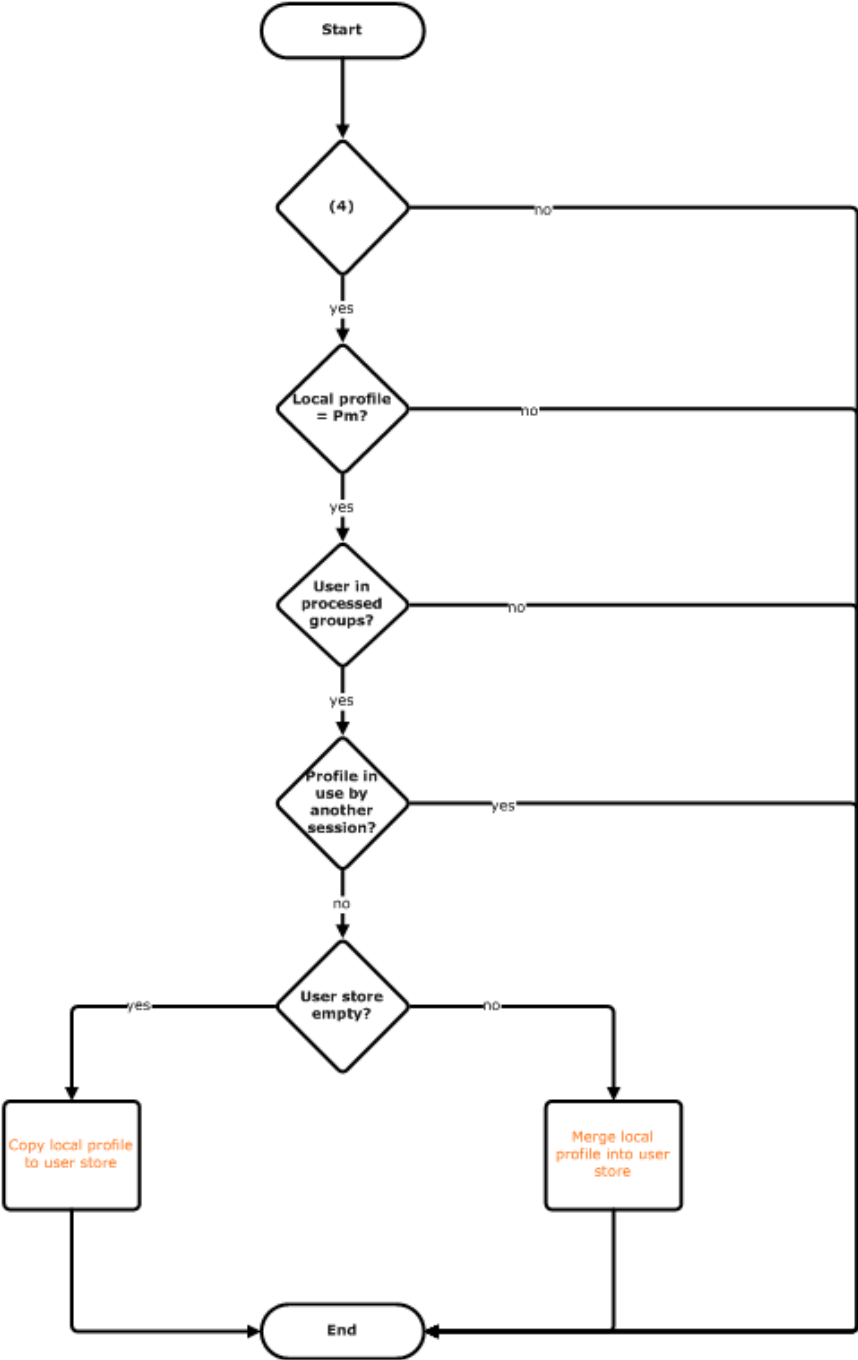 Start
(4)
no
yes
Local profile
= Pm?
no
yes
User in
processed
groups?
no
yes
Profile in
use by
another
session?
yes
no
User store
empty?
yes
no
Copy local profile
to user store
Merge local
profile into user
store
End